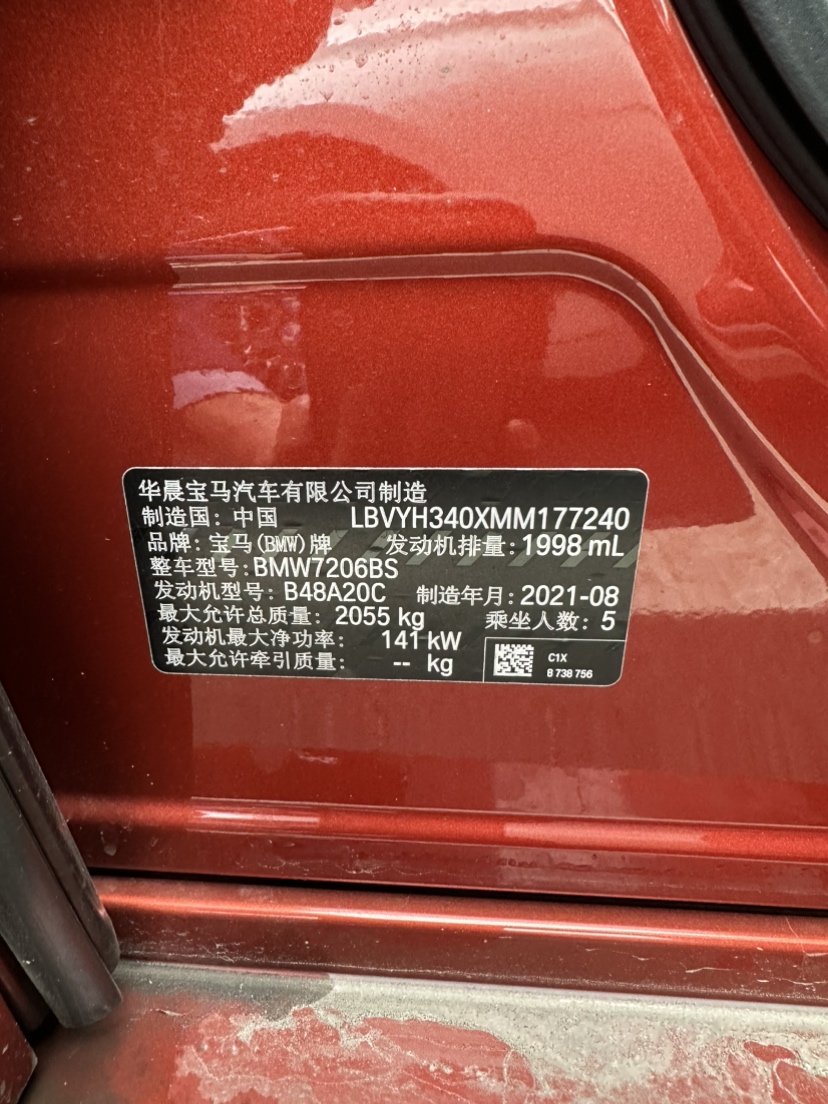 华晨宝马汽车有限公司制造
制造国：中国 LBVYH340XMM177240
品牌：宝马(BMW)牌 发动机排量：1998 mL
整车型号：BMW7206BS
发动机型号：B48A20C 制造年月：2021-08
最大允许总质量：2055 kg 乘坐人数：5
发动机最大净功率：141 kW
最大允许牵引质量：-- kg
C1X
8 738 756